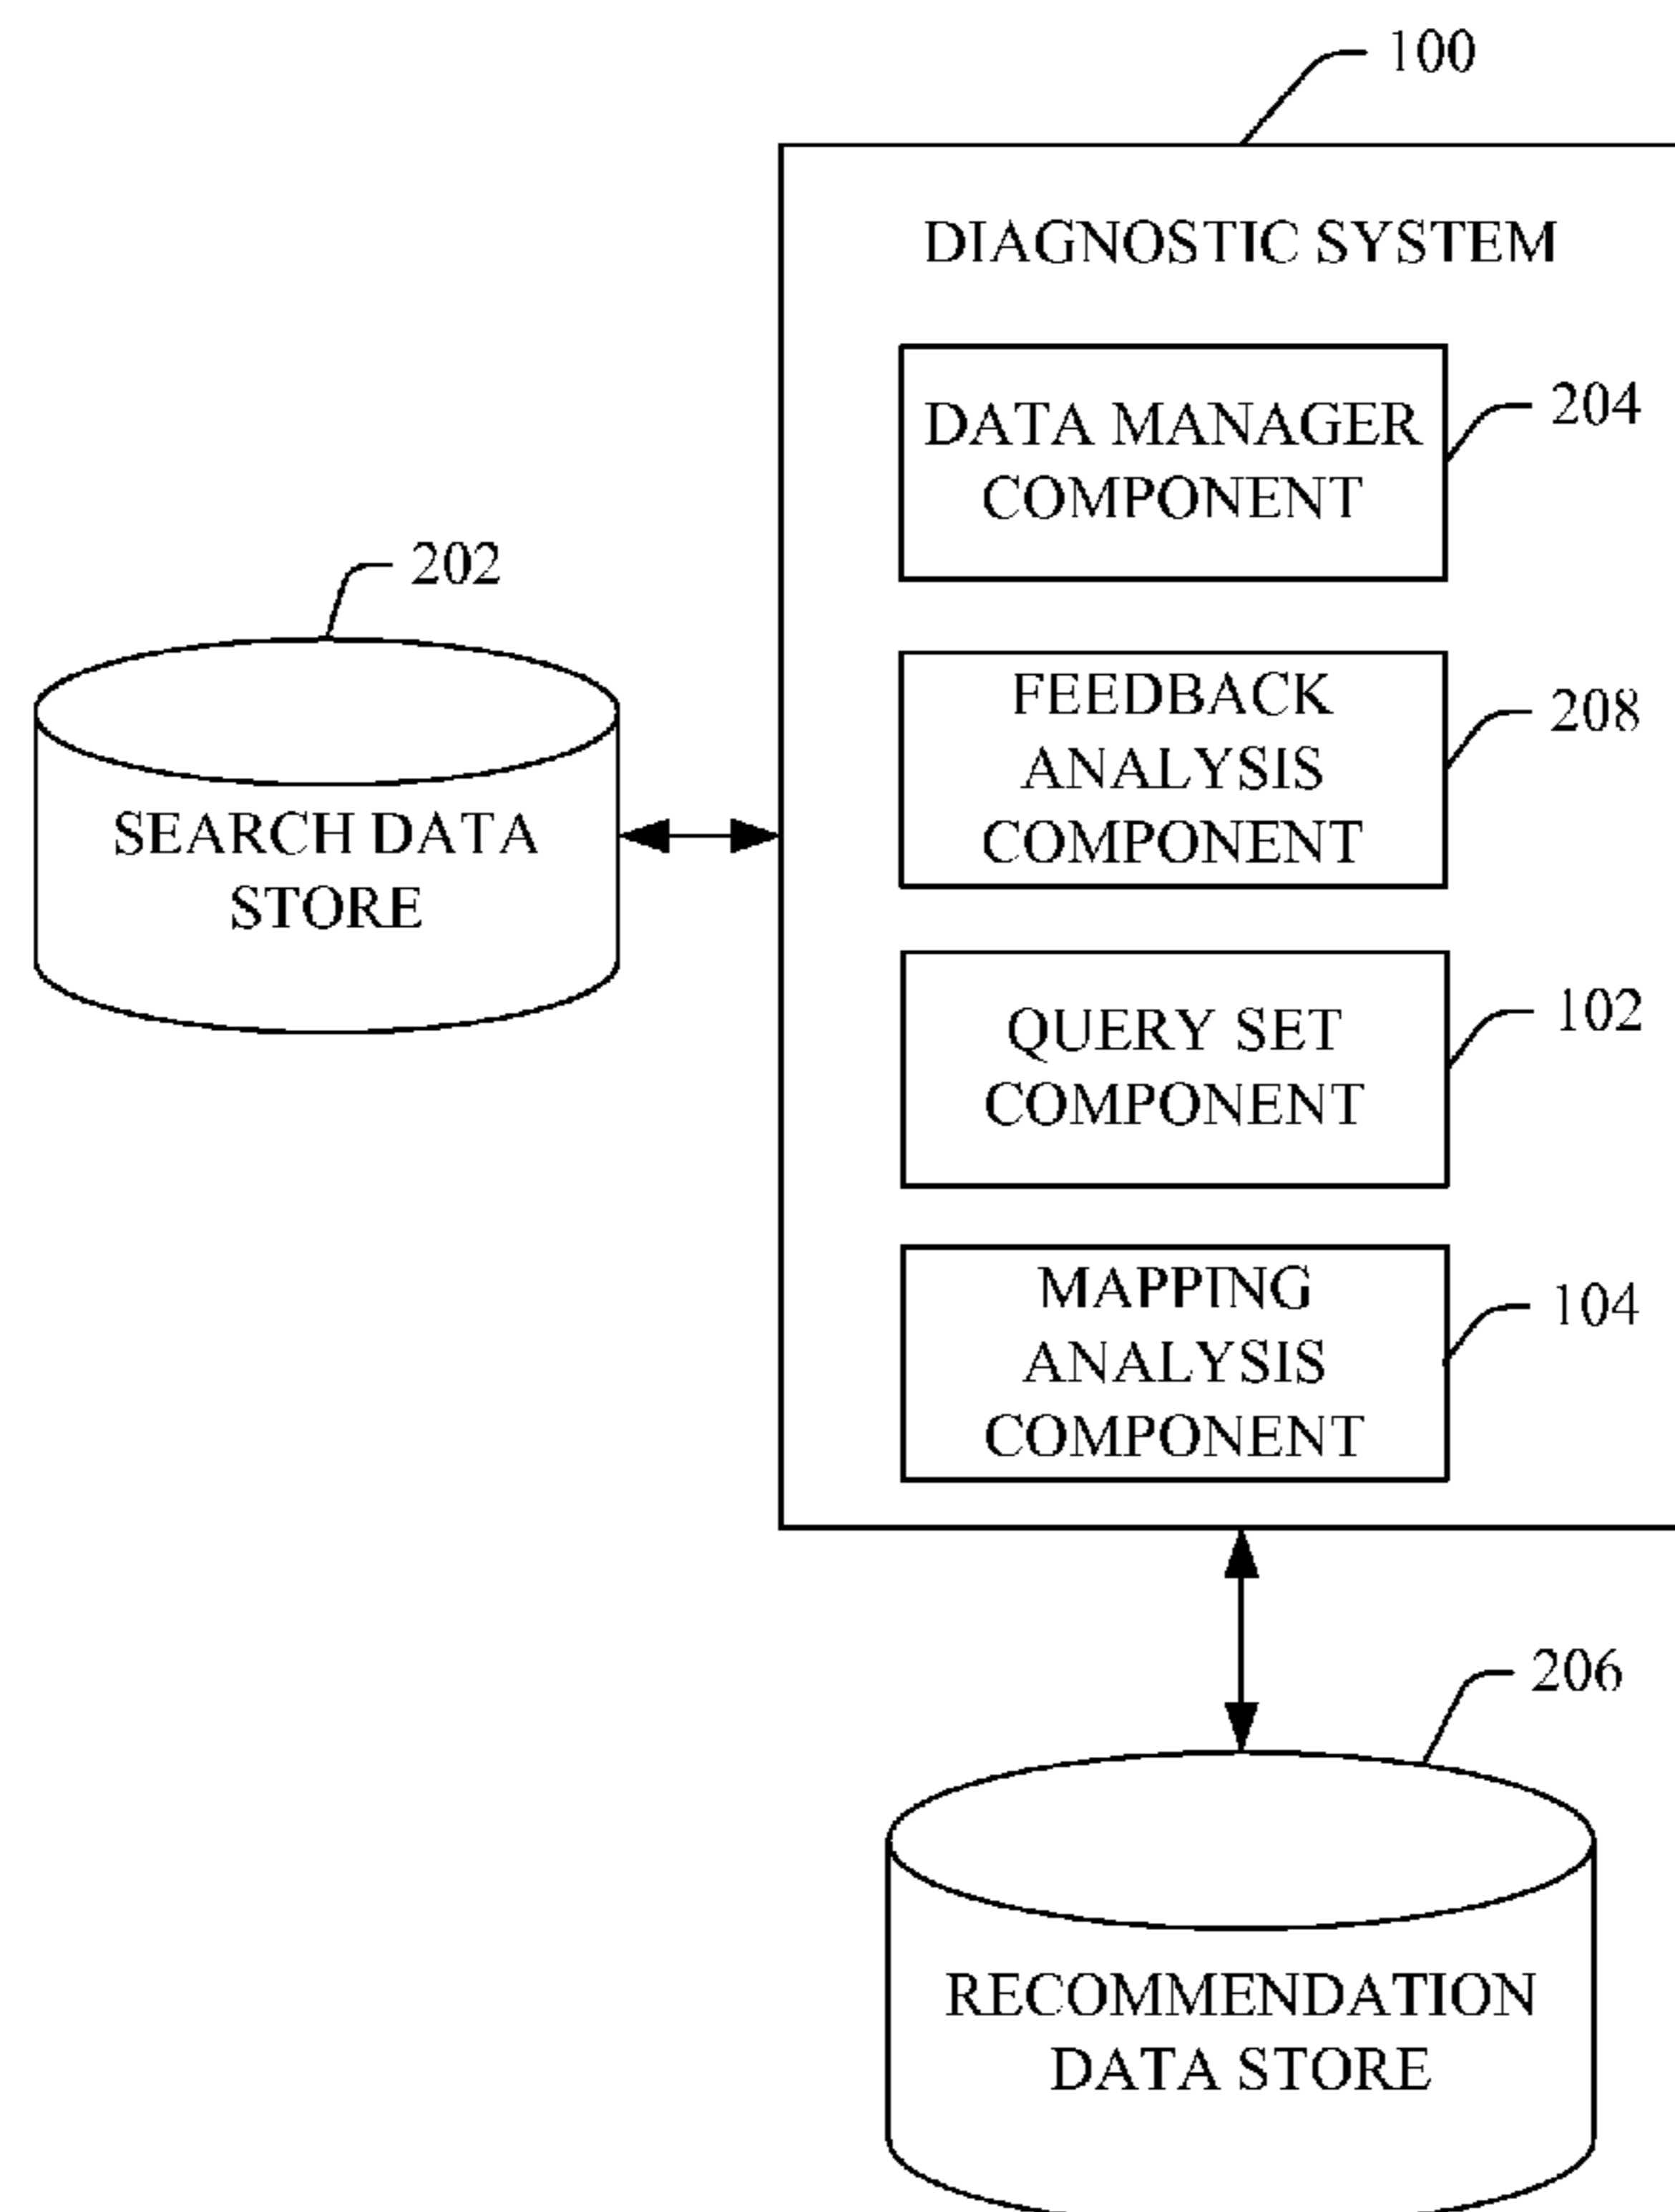 100
DIAGNOSTIC SYSTEM
DATA MANAGER
COMPONENT
204
202
SEARCH DATA
STORE
FEEDBACK
ANALYSIS
COMPONENT
208
QUERY SET
COMPONENT
102
MAPPING
ANALYSIS
COMPONENT
104
206
RECOMMENDATION
DATA STORE